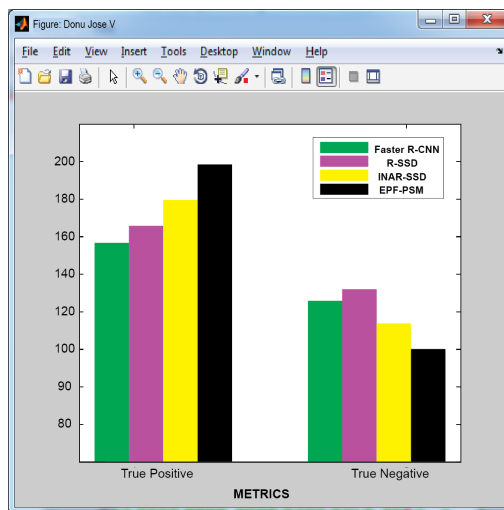 Figure: Donu Jose V
File Edit View Insert Tools Desktop Window Help
200
180
160
140
120
100
90
80
Faster R-CNN
R-SSD
INAR-SSD
EPF-PSM
True Positive True Negative
METRICS